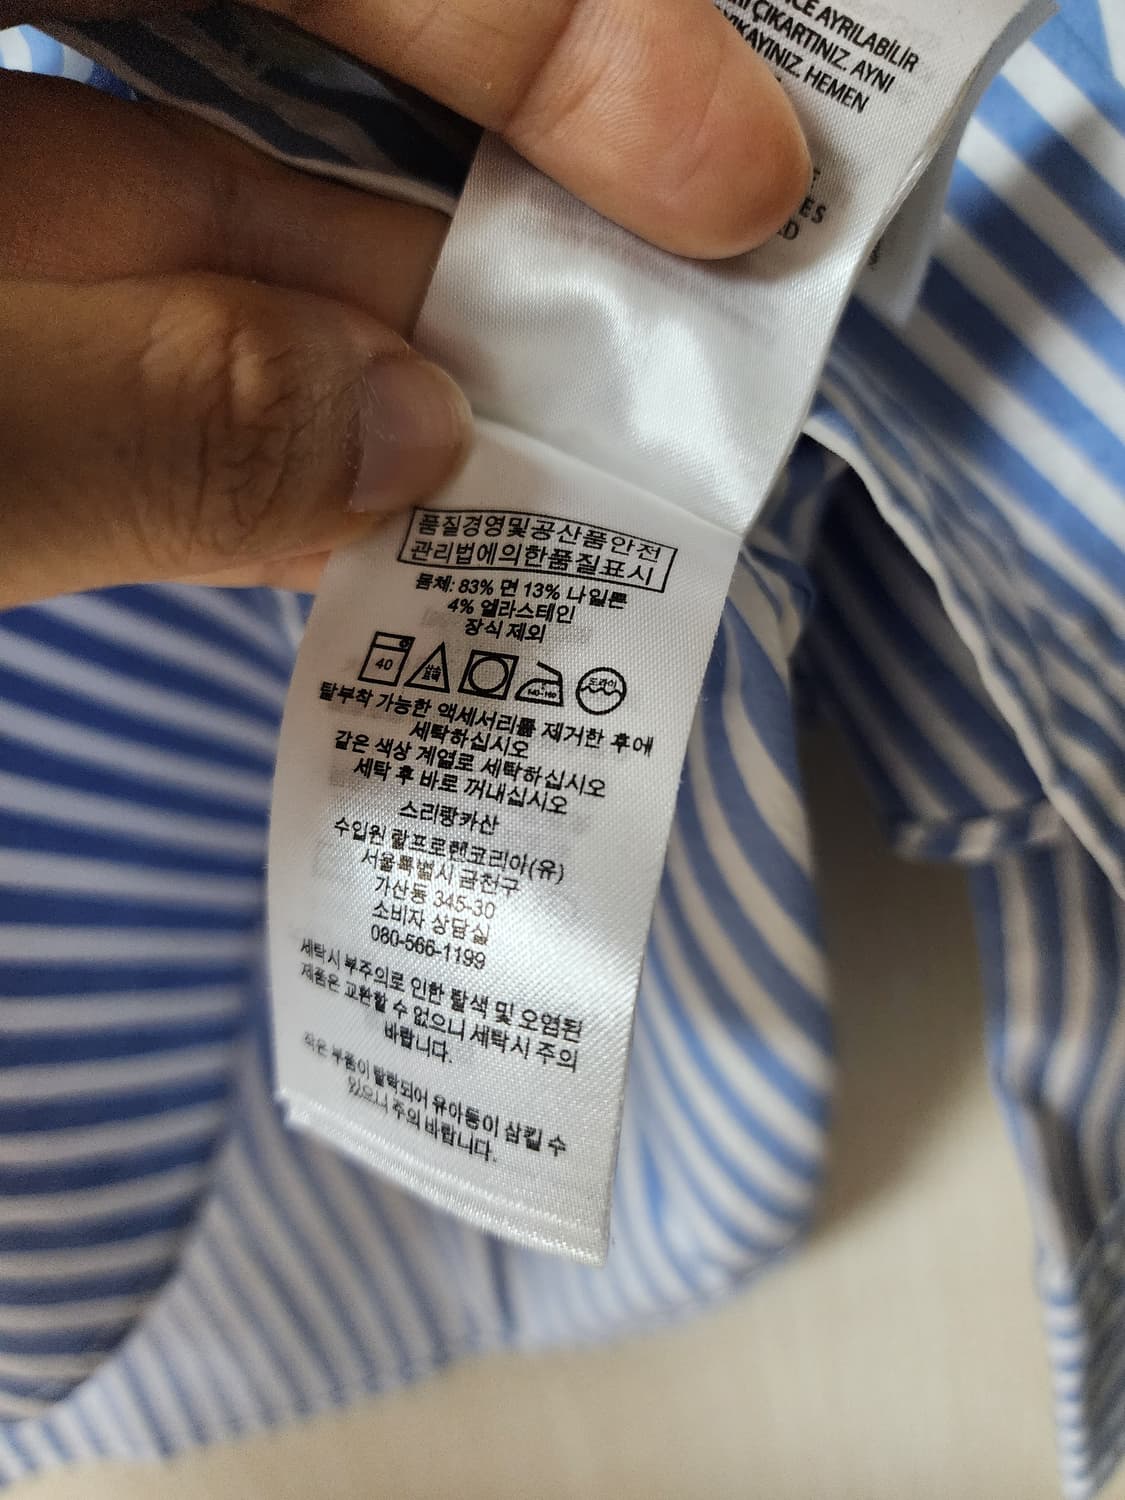 AYRILABİLİR
ÇIKARTINIZ. AYNI
YIKAYINIZ. HEMEN
품질경영및공산품안전
관리법에의한품질표시
몸체: 83% 면 13% 나일론
4% 엘라스테인
장식 제외
40
드라이
탈부착 가능한 액세서리를 제거한 후에
세탁하십시오
같은 색상 계열로 세탁하십시오
세탁 후 바로 꺼내십시오
스리랑카산
수입원 랄프로렌코리아(유)
서울특별시 금천구
가산동 345-30
소비자 상담실
080-566-1199
세탁시 부주의로 인한 탈색 및 오염된
제품은 교환할 수 없으니 세탁시 주의
바랍니다.
작은 부품이 탈락되어 유아등이 삼킬 수
있으니 주의 바랍니다.